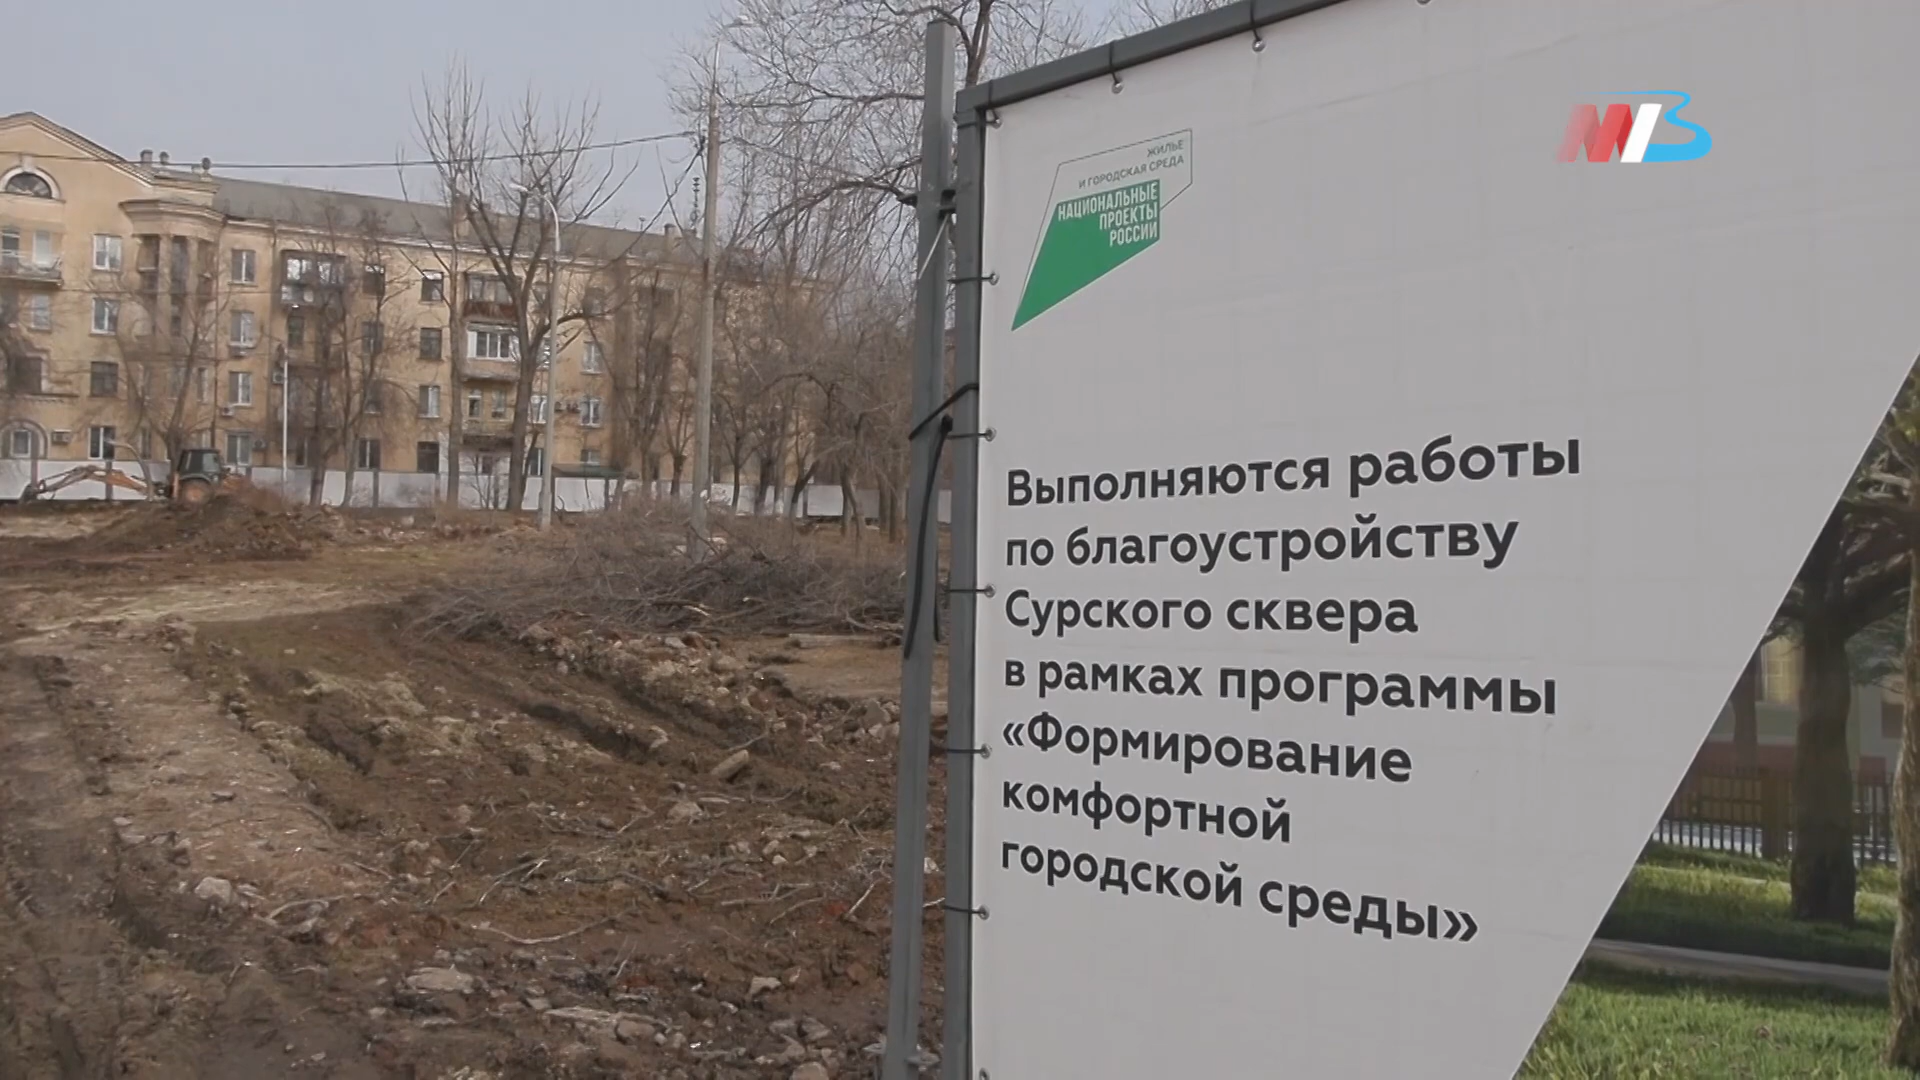 ЖИЛЬЕ
И ГОРОДСКАЯ СРЕДА
НАЦИОНАЛЬНЫЕ
ПРОЕКТЫ
РОССИИ
Выполняются работы
по благоустройству
Сурского сквера
в рамках программы
«Формирование
комфортной
городской среды»